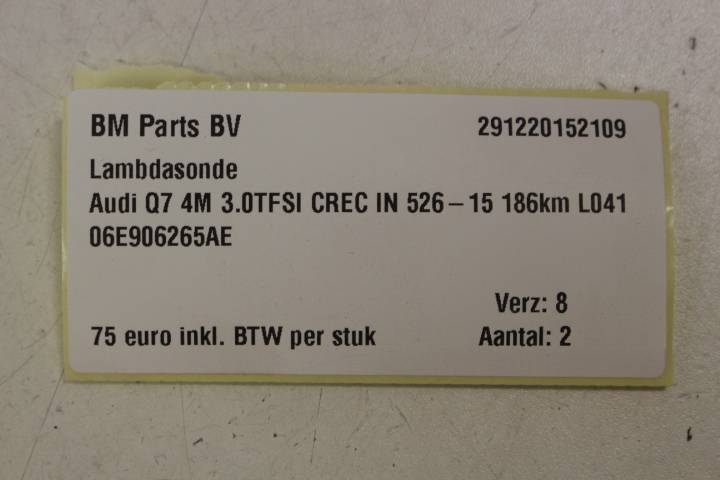 BM Parts BV 291220152109
Lambdasonde
Audi Q7 4M 3.0TFSI CREC IN 526-15 186km L041
06E906265AE
Verz: 8
75 euro inkl. BTW per stuk Aantal: 2